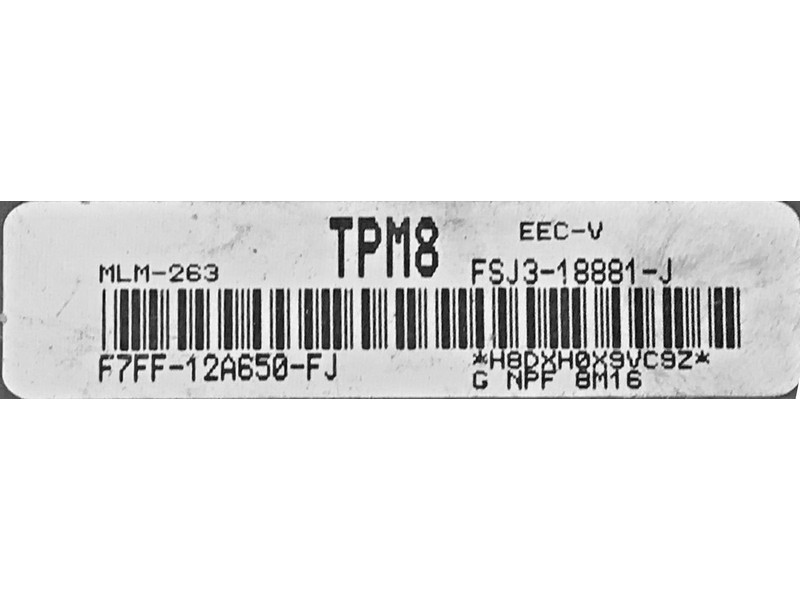 TPM8
EEC-V
MLM-263
FSJ3-18881-J
F7FF-12A650-FJ
*H8DXH0X9VC9Z*
G NPF 8M16